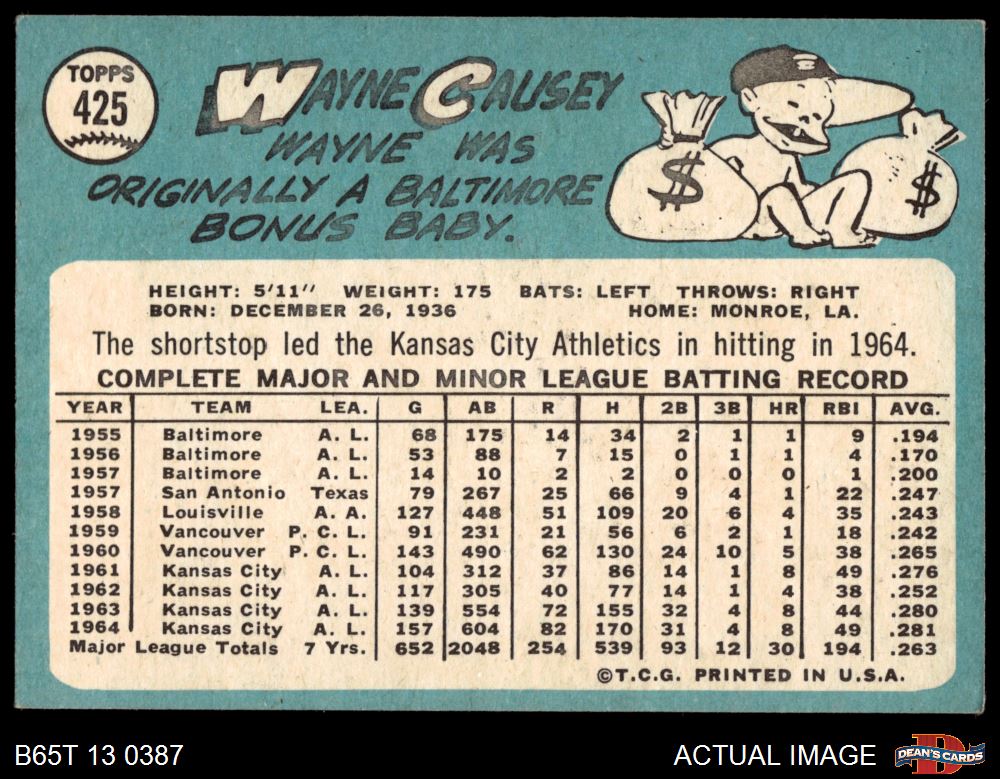 TOPPS
425
WAYNE CAUSEY
WAYNE WAS
ORIGINALLY A BALTIMORE
BONUS BABY.
$ $
HEIGHT: 5'11" WEIGHT: 175 BATS: LEFT THROWS: RIGHT
BORN: DECEMBER 26, 1936 HOME: MONROE, LA.
The shortstop led the Kansas City Athletics in hitting in 1964.
COMPLETE MAJOR AND MINOR LEAGUE BATTING RECORD
YEAR TEAM LEA. G AB R H 2B 3B HR RBI AVG.
1955 Baltimore A. L. 68 175 14 34 2 1 1 9 .194
1956 Baltimore A. L. 53 88 7 15 0 1 1 4 .170
1957 Baltimore A. L. 14 10 2 2 0 0 0 1 .200
1957 San Antonio Texas 79 267 25 66 9 4 1 22 .247
1958 Louisville A. A. 127 448 51 109 20 6 4 35 .243
1959 Vancouver P. C. L. 91 231 21 56 6 2 1 18 .242
1960 Vancouver P. C. L. 143 490 62 130 24 10 5 38 .265
1961 Kansas City A. L. 104 312 37 86 14 1 8 49 .276
1962 Kansas City A. L. 117 305 40 77 14 1 4 38 .252
1963 Kansas City A. L. 139 554 72 155 32 4 8 44 .280
1964 Kansas City A. L. 157 604 82 170 31 4 8 49 .281
Major League Totals 7 Yrs. 652 2048 254 539 93 12 30 194 .263
©T.C.G. PRINTED IN U.S.A.
B65T 13 0387 ACTUAL IMAGE DEAN'S CARDS